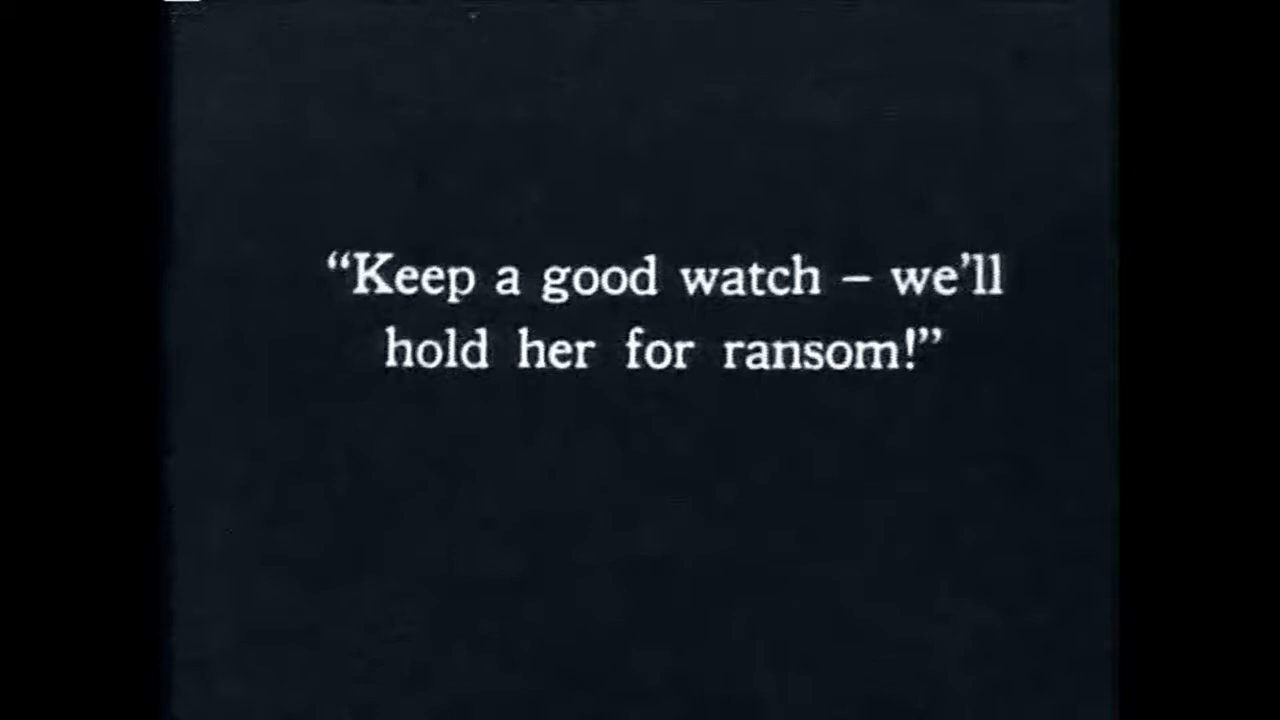 “Keep a good watch – we’ll
hold her for ransom!”